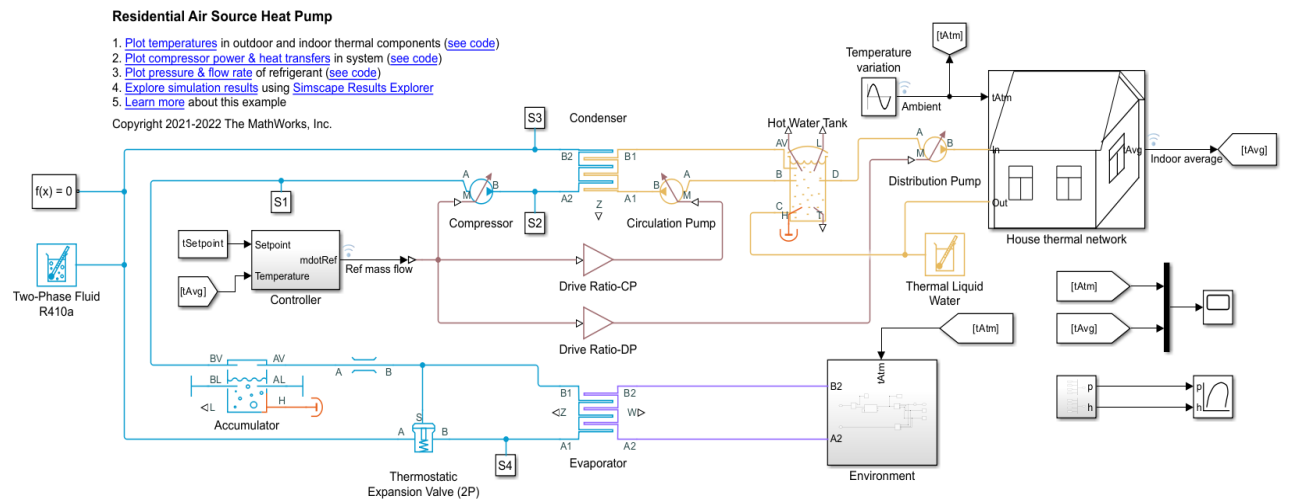 Residential Air Source Heat Pump
1. Plot temperatures in outdoor and indoor thermal components (see code)
2. Plot compressor power & heat transfers in system (see code)
3. Plot pressure & flow rate of refrigerant (see code)
4. Explore simulation results using Simscape Results Explorer
5. Learn more about this example
Copyright 2021-2022 The MathWorks, Inc.
[tAtm]
Temperature
variation
Ambient
tAtm
In
Out
tAvg
House thermal network
Indoor average
[tAvg]
S3
Condenser
B2 B1
A2 A1
Z
Hot Water Tank
AV L
B D
C
H T
A
M B
Distribution Pump
f(x) = 0
S1
A
M B
Compressor
S2
A
B M
Circulation Pump
tSetpoint
[tAvg]
Setpoint
Temperature
mdotRef
Controller
Ref mass flow
Drive Ratio-CP
Drive Ratio-DP
Thermal Liquid
Water
Two-Phase Fluid
R410a
[tAtm]
[tAvg]
[tAtm]
BV AV
BL AL
L H
Accumulator
A B
S
A B
Thermostatic
Expansion Valve (2P)
S4
B1 B2
Z W
A1 A2
Evaporator
tAtm
B2
A2
Environment
p p
h h